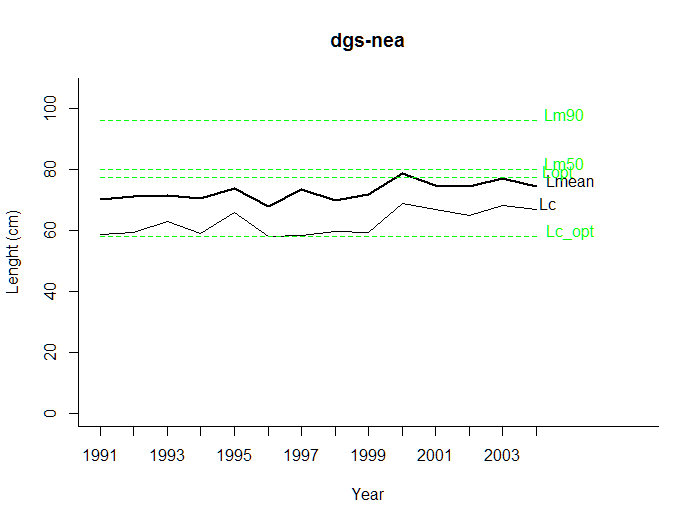 dgs-nea
Lenght (cm)
100
80
60
40
20
0
Lm90
Lm50
Lopt
Lmean
Lc
Lc_opt
1991 1993 1995 1997 1999 2001 2003
Year